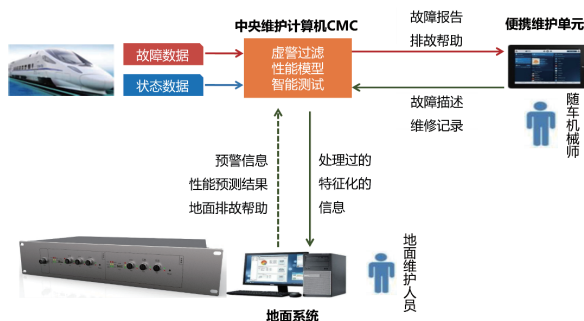 中央维护计算机CMC
故障数据
状态数据
虚警过滤
性能模型
智能测试
故障报告
排故帮助
故障描述
维修记录
便携维护单元
随车机械师
预警信息
性能预测结果
地面排故帮助
处理过的
特征化的
信息
地面维护人员
地面系统